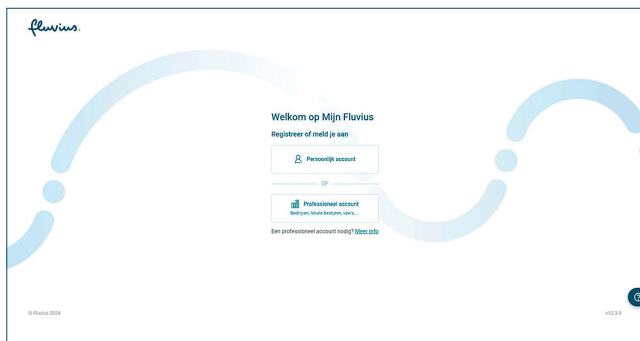 fluvius.
Welkom op Mijn Fluvius
Registreer of meld je aan
Persoonlijk account
OF
Professioneel account
Bedrijven, lokale besturen, vzw's, ...
Een professioneel account nodig? Meer info
© Fluvius 2024
v12.3.0